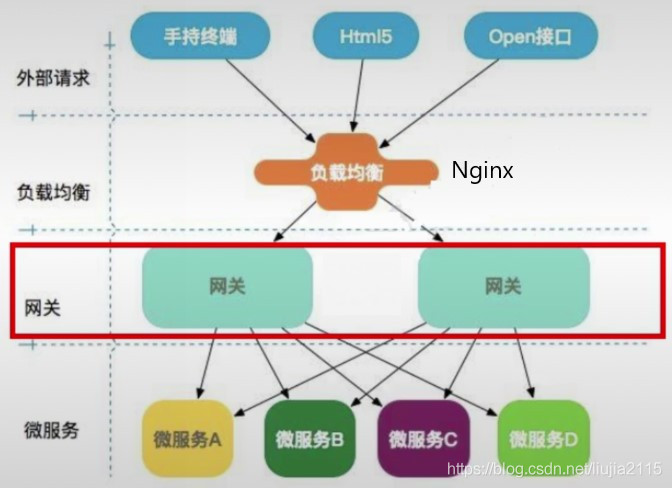 手持终端
Html5
Open接口
外部请求
负载均衡
Nginx
负载均衡
网关
网关
网关
微服务
微服务A
微服务B
微服务C
微服务D
https://blog.csdn.net/liujia2115